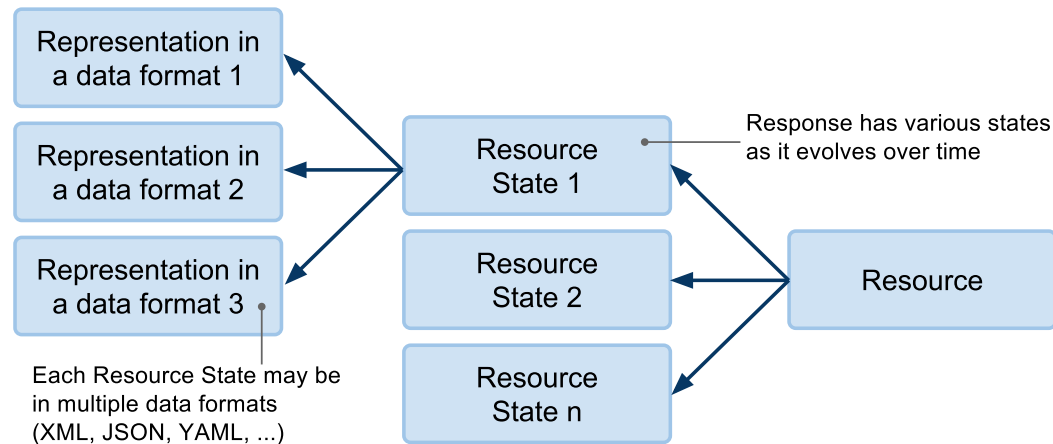 Representation in
a data format 1
Representation in
a data format 2
Representation in
a data format 3
Each Resource State may be
in multiple data formats
(XML, JSON, YAML, ...)
Resource
State 1
Resource
State 2
Resource
State n
Response has various states
as it evolves over time
Resource